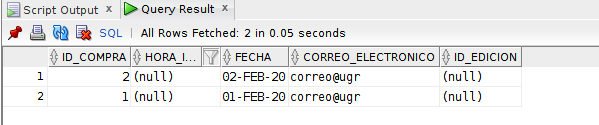 Script Output x Query Result x
SQL | All Rows Fetched: 2 in 0.05 seconds
ID_COMPRA HORA_I... FECHA CORREO_ELECTRONICO ID_EDICION
1 2 (null) 02-FEB-20 correo@ugr (null)
2 1 (null) 01-FEB-20 correo@ugr (null)